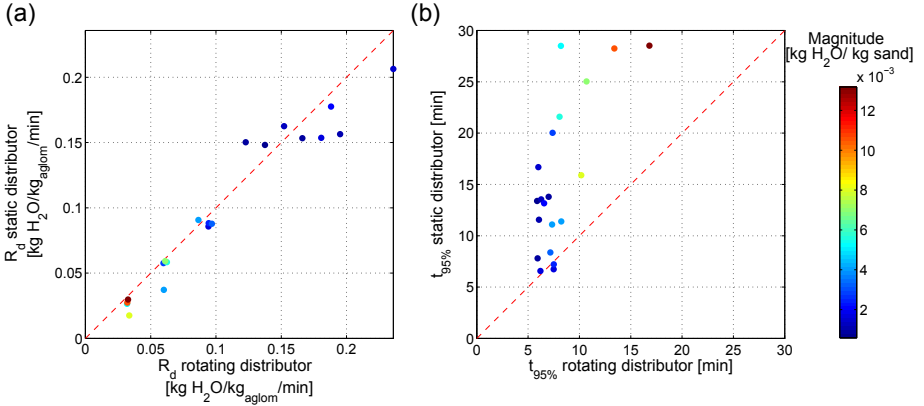 (a)
R_d static distributor
[kg H2O/kg_aglom/min]
0.2
0.15
0.1
0.05
0
0 0.05 0.1 0.15 0.2
R_d rotating distributor
[kg H2O/kg_aglom/min]
(b)
t_95% static distributor [min]
30
25
20
15
10
5
0
0 5 10 15 20 25 30
t_95% rotating distributor [min]
Magnitude
[kg H2O/ kg sand]
x 10^-3
12
10
8
6
4
2